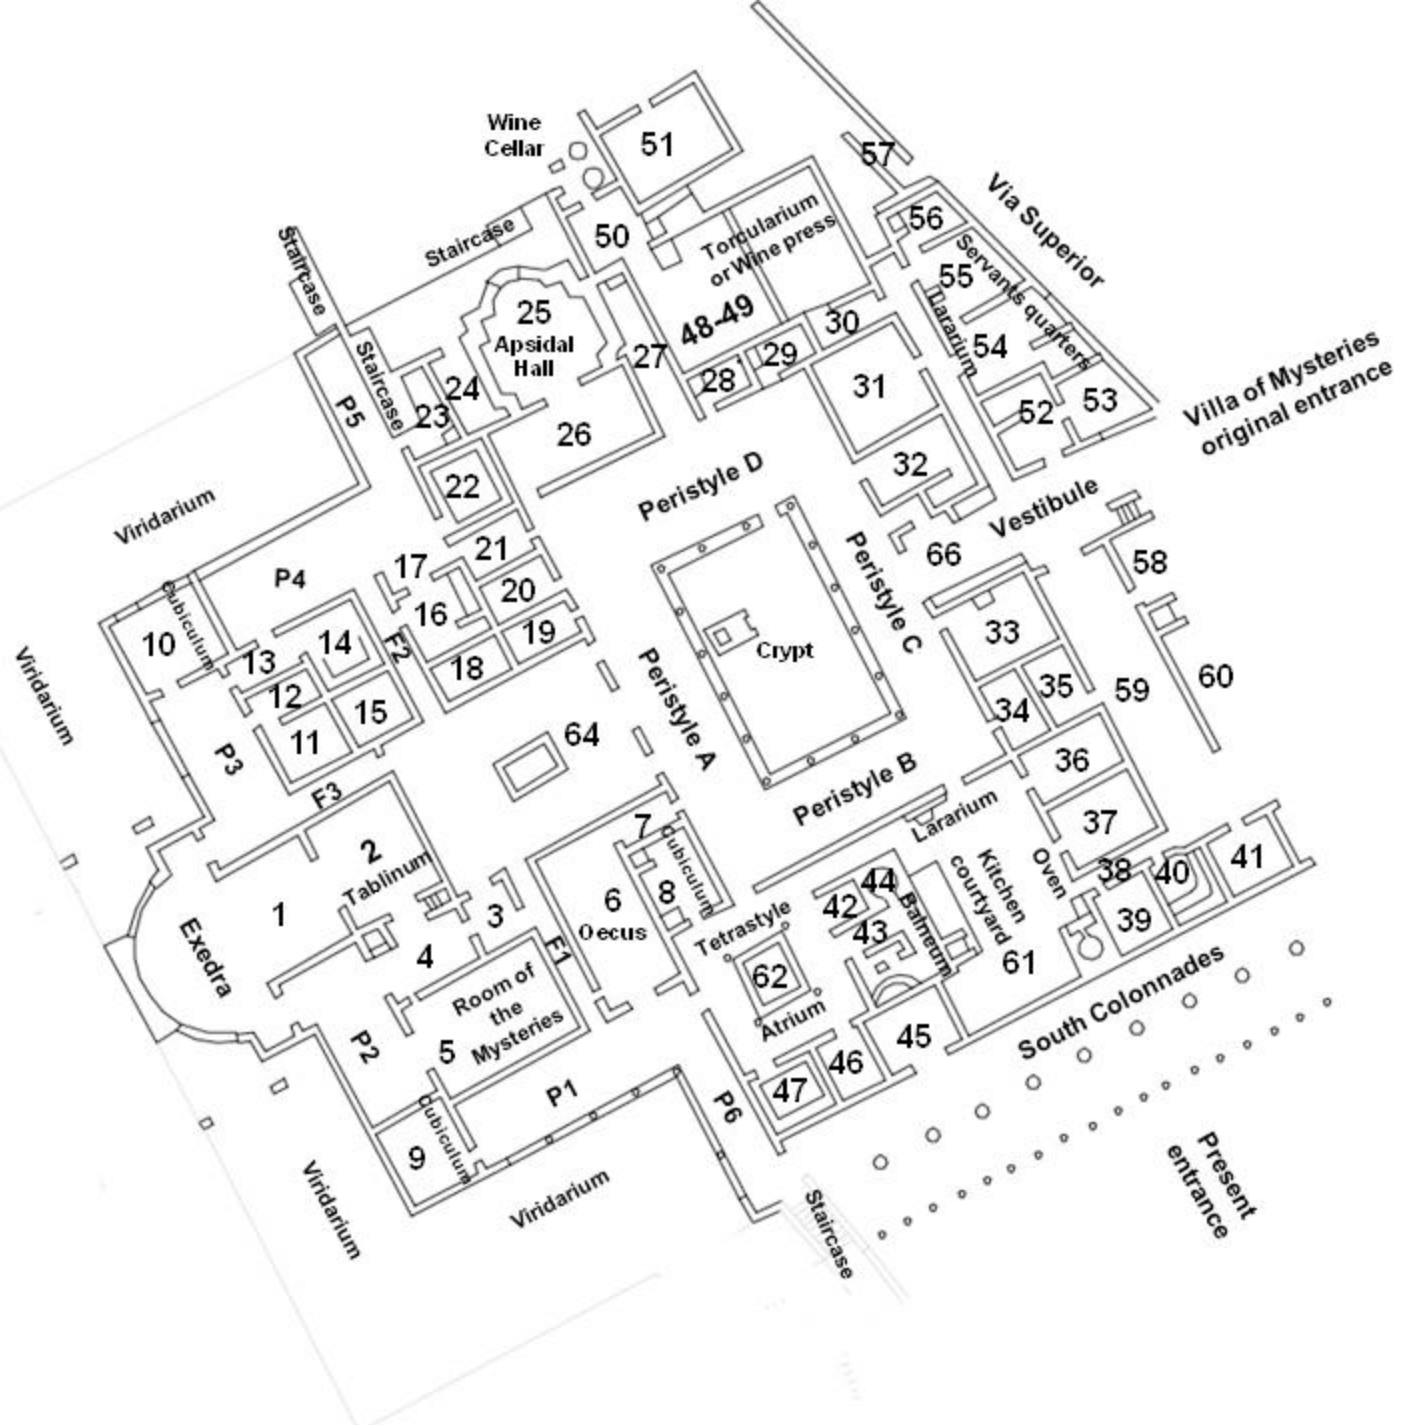 Wine
Cellar
51
57
Via Superior
56
50
Torcularium
or Wine press
Staircase
Staircase
Servants quarters
55
25
Apsidal
Hall
48-49
30
Lararium
54
27
29
28
31
Villa of Mysteries
original entrance
Staircase
24
23
P5
26
52
53
32
22
Peristyle D
Vestibule
Viridarium
21
17
P4
20
16
66
Peristyle C
58
Cubiculum
10
14
F2
19
18
13
12
15
11
Crypt
33
35
34
59
60
Viridarium
P3
64
Peristyle A
36
F3
Peristyle B
Lararium
37
2
Tablinum
7
Cubiculum
8
6
Oecus
44
42
43
Balneum
Kitchen
courtyard
Oven
38
40
41
39
Exedra
1
3
4
F1
Tetrastyle
62
Atrium
61
South Colonnades
Room of
the
Mysteries
5
P2
45
46
47
P1
P6
Cubiculum
9
Viridarium
Viridarium
Staircase
Present
entrance